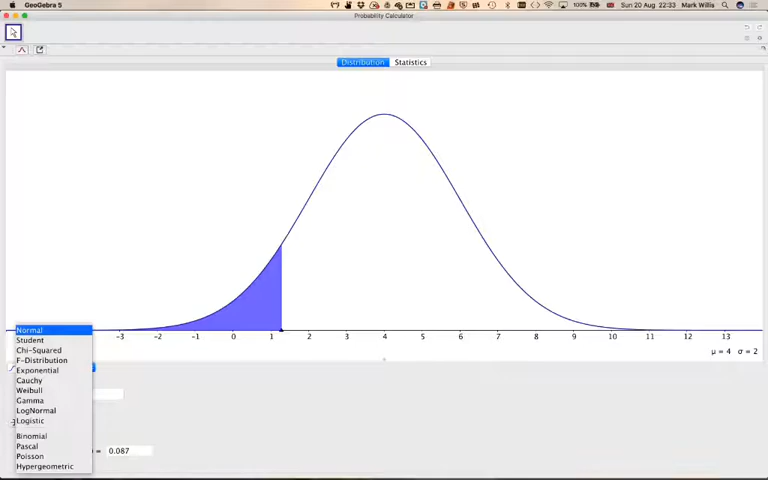 GeoGebra 5
100%
Sun 20 Aug 22:33 Mark Willis
Probability Calculator
Distribution Statistics
-3 -2 -1 0 1 2 3 4 5 6 7 8 9 10 11 12 13
μ = 4 σ = 2
Normal
Student
Chi-Squared
F-Distribution
Exponential
Cauchy
Weibull
Gamma
LogNormal
Logistic
Binomial
Pascal
Poisson
Hypergeometric
= 0.087